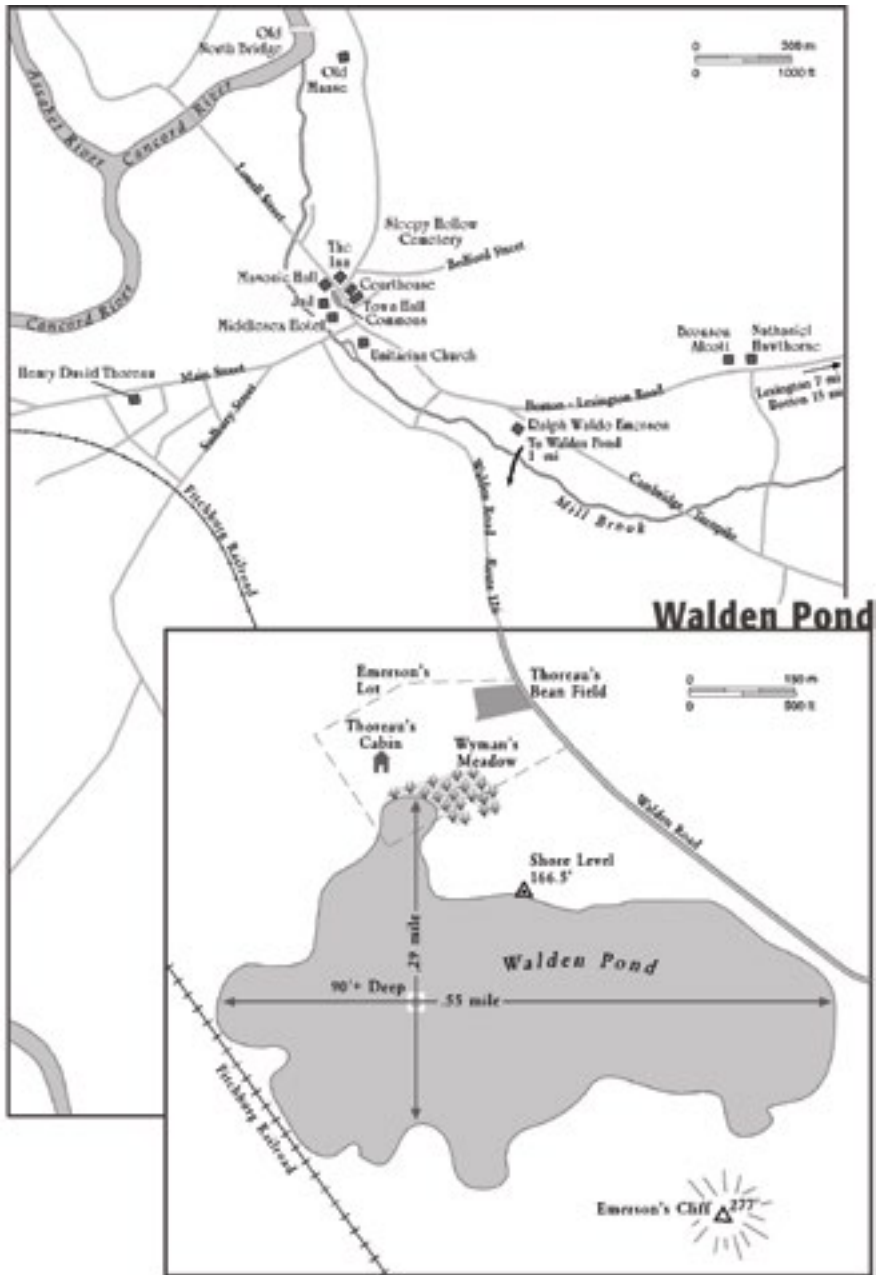 Old
North Bridge
Old
Manse
0 300 m
0 1000 ft
Assabet River
Concord River
Lowell Street
Sleepy Hollow
Cemetery
Bedford Street
The
Inn
Masonic Hall
Courthouse
Jail
Town Hall
Commons
Middlesex Hotel
Concord River
Unitarian Church
Bronson
Alcott
Nathaniel
Hawthorne
Henry David Thoreau
Main Street
Sudbury Street
Lexington 7 mi
Boston 15 mi
Boston-Lexington Road
Ralph Waldo Emerson
To Walden Pond
1 mi
Walden Road Route 126
Cambridge Turnpike
Mill Brook
Fitchburg Railroad
Walden Pond
Emerson's
Lot
Thoreau's
Bean Field
0 150 m
0 500 ft
Thoreau's
Cabin
Wyman's
Meadow
Walden Road
Shore Level
166.5'
.29 mile
Walden Pond
90'+ Deep
.55 mile
Fitchburg Railroad
Emerson's Cliff 277'